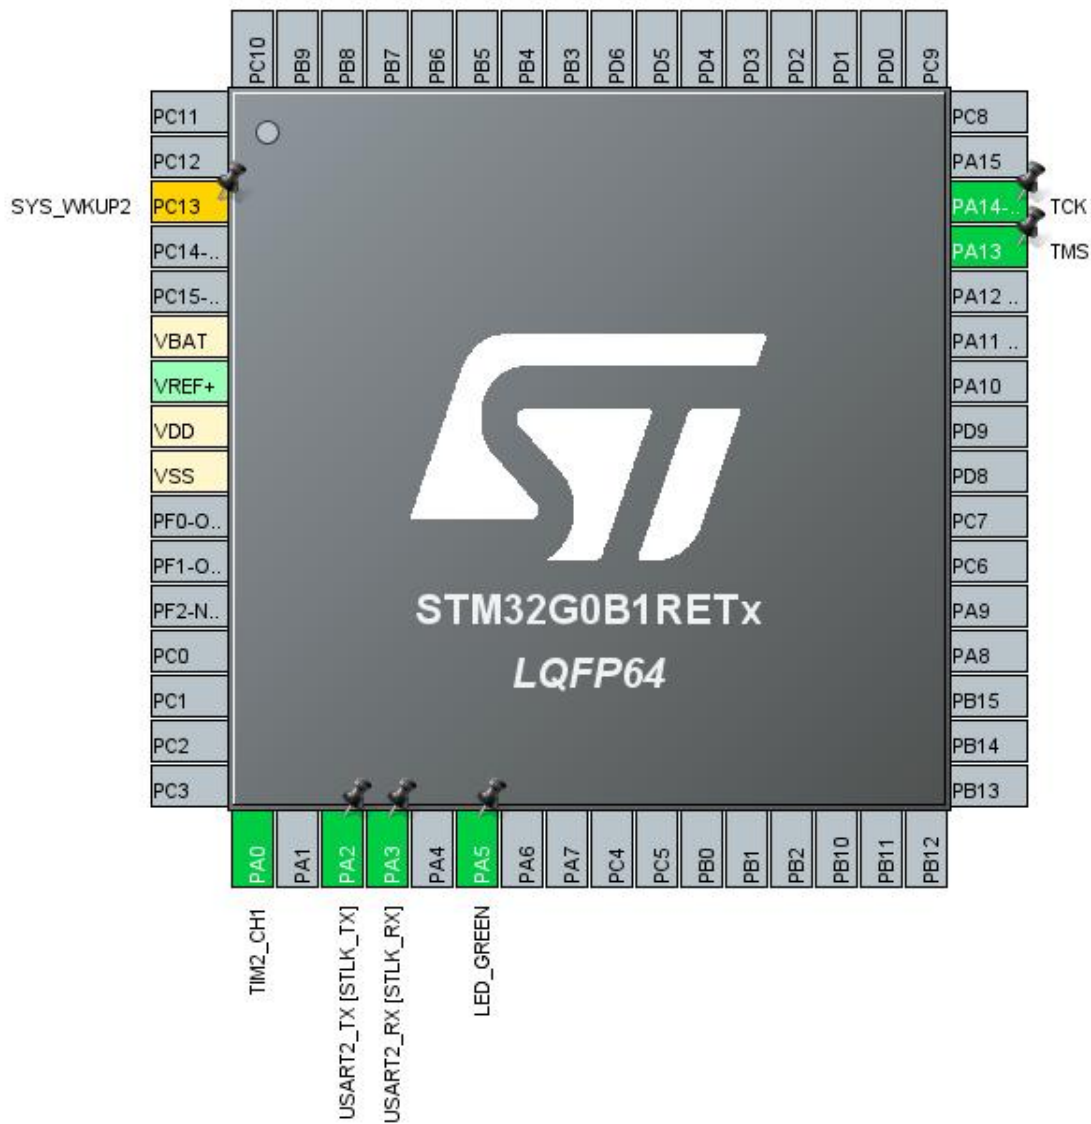 PC10
PB9
PB8
PB7
PB6
PB5
PB4
PB3
PD6
PD5
PD4
PD3
PD2
PD1
PD0
PC9
PC11
PC12
SYS_WKUP2 PC13
PC14-..
PC15-..
VBAT
VREF+
VDD
VSS
PF0-O..
PF1-O..
PF2-N..
PC0
PC1
PC2
PC3
STM32G0B1RETx
LQFP64
PC8
PA15
PA14-.. TCK
PA13 TMS
PA12 ..
PA11 ..
PA10
PD9
PD8
PC7
PC6
PA9
PA8
PB15
PB14
PB13
PA0
PA1
PA2
PA3
PA4
PA5
PA6
PA7
PC4
PC5
PB0
PB1
PB2
PB10
PB11
PB12
TIM2_CH1
USART2_TX [STLK_TX]
USART2_RX [STLK_RX]
LED_GREEN